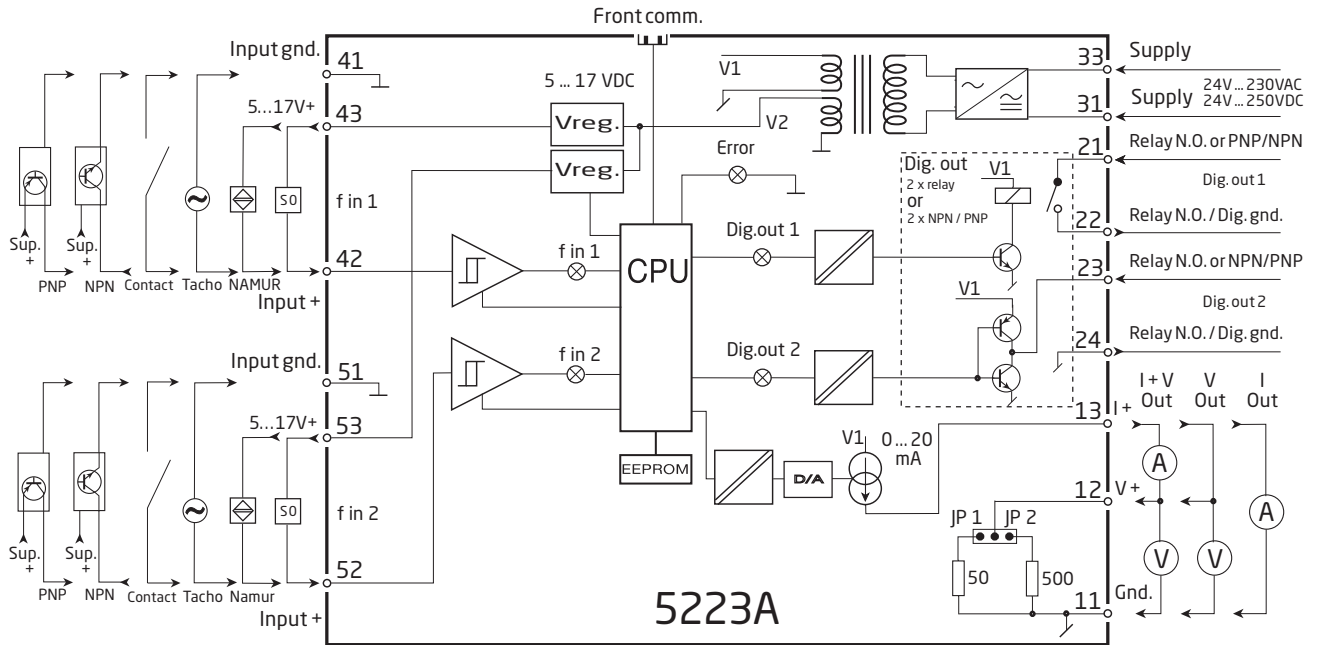 Front comm.
Input gnd.
41
5...17V+
43
f in 1
42
Input +
Sup.
+
Sup.
+
SO
PNP
NPN
Contact
Tacho
NAMUR
Input gnd.
51
5...17V+
53
f in 2
52
Input +
Sup.
+
Sup.
+
SO
PNP
NPN
Contact
Tacho
Namur
5 ... 17 VDC
Vreg.
Vreg.
V1
V2
Error
f in 1
f in 2
CPU
EEPROM
Dig.out 1
Dig.out 2
D/A
V1
0...20
mA
Dig. out
2 x relay
or
2 x NPN / PNP
V1
V1
JP 1
JP 2
50
500
5223A
33
Supply
24V...230VAC
31
Supply
24V...250VDC
21
Relay N.O. or PNP/NPN
Dig. out 1
22
Relay N.O. / Dig. gnd.
23
Relay N.O. or NPN/PNP
Dig. out 2
24
Relay N.O. / Dig. gnd.
13
I+
I + V
Out
V
Out
I
Out
A
12
V +
A
V
V
11
Gnd.